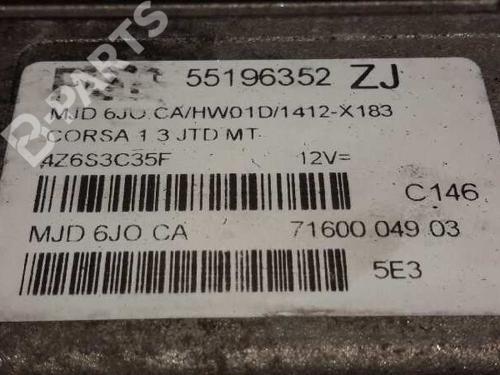 55196352 ZJ
MJD 6JO.CA/HW01D/1412-X183
CORSA 1.3 JTD MT
4Z6S3C35F 12V=
C146
MJD 6JO.CA 71600.049.03
5E3
B-PARTS
B-PARTS